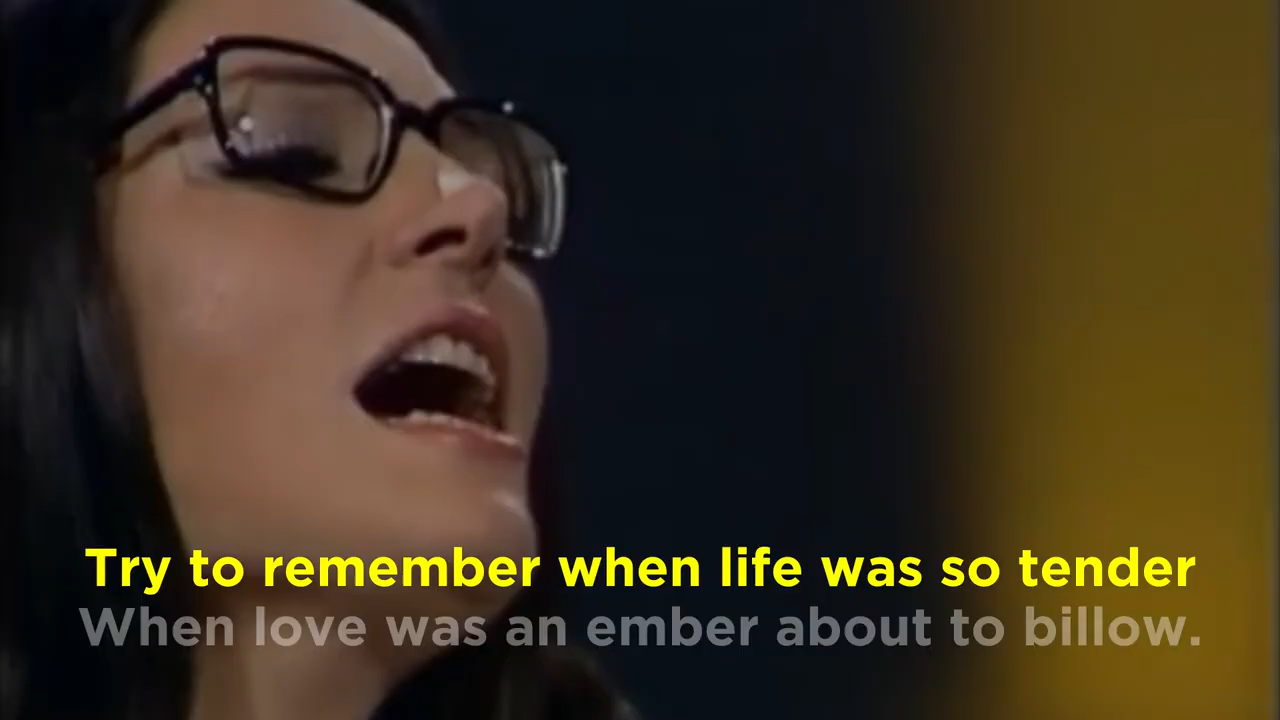 Try to remember when life was so tender
When love was an ember about to billow.